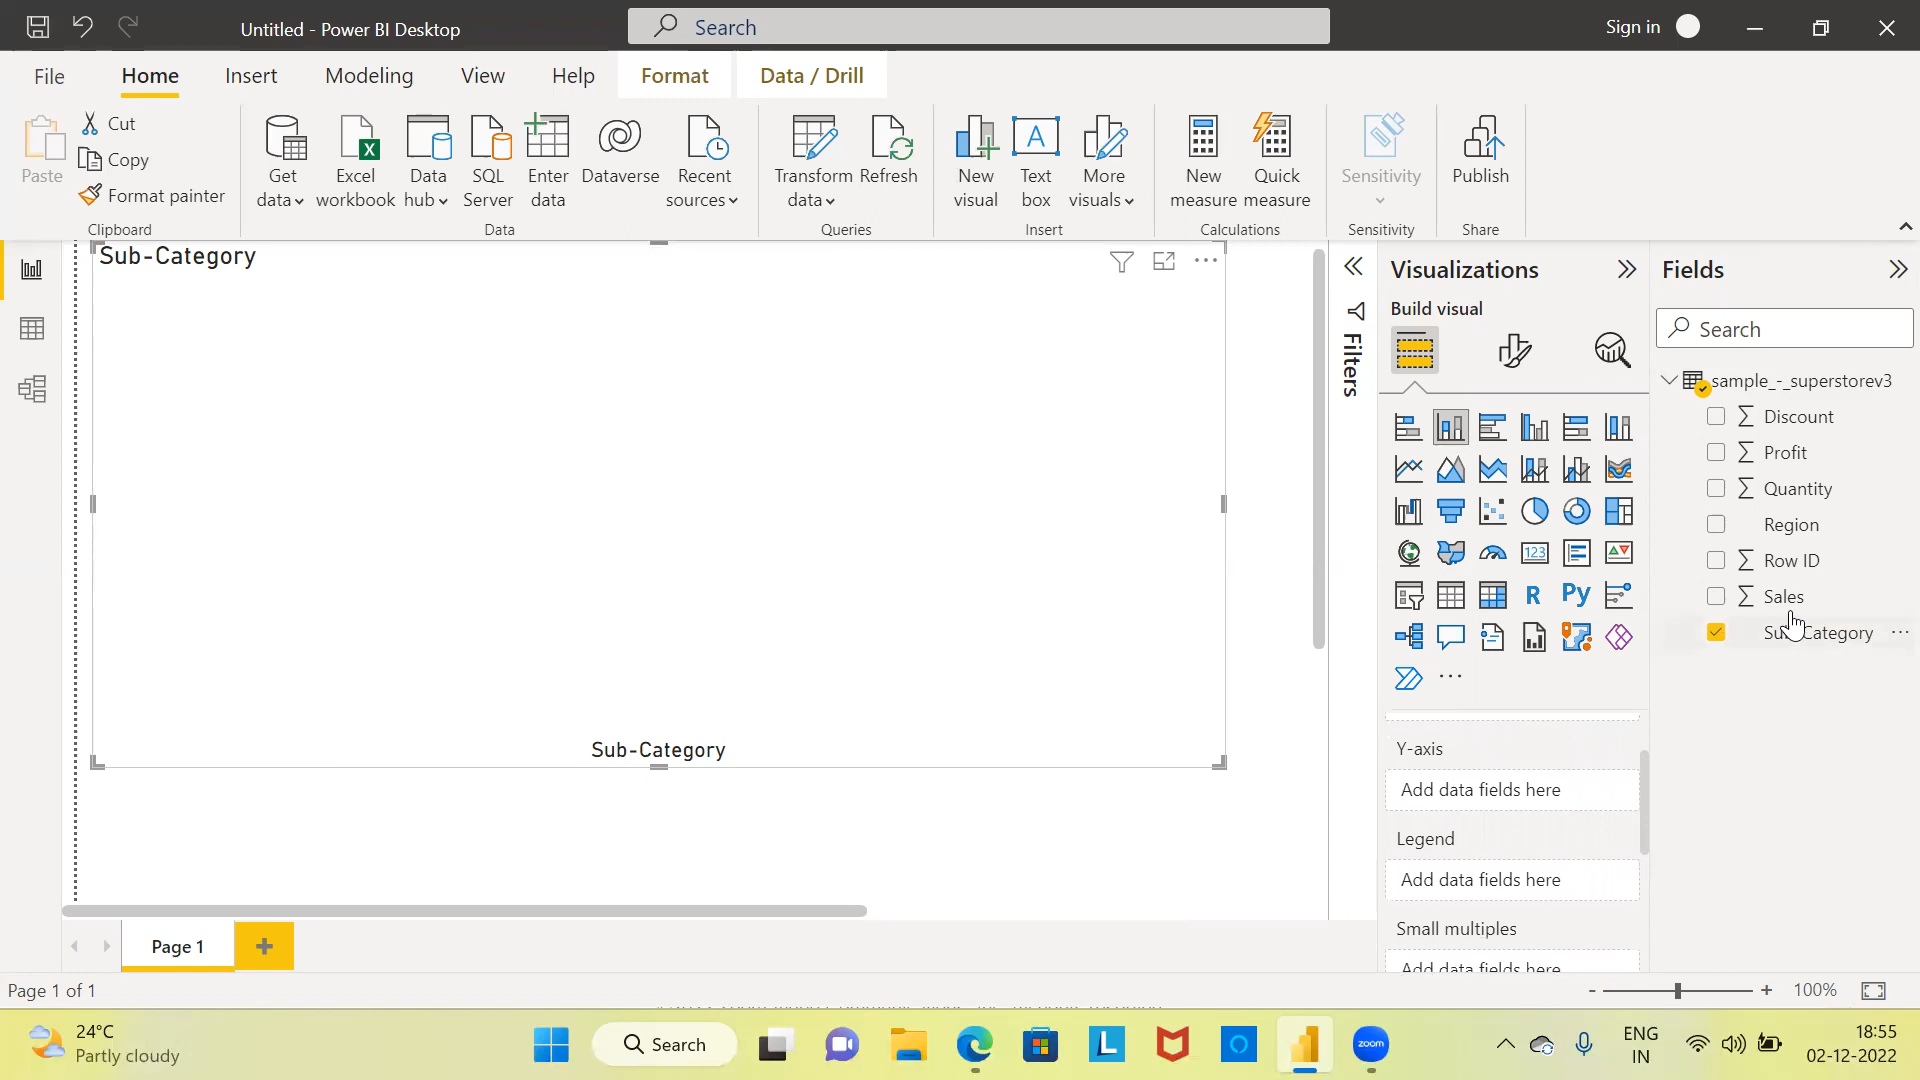 Untitled - Power BI Desktop
Search
Sign in
File
Home
Insert
Modeling
View
Help
Format
Data / Drill
Paste
Cut
Copy
Format painter
Clipboard
Get data
Excel workbook
Data hub
SQL Server
Enter data
Dataverse
Recent sources
Data
Transform data
Refresh
Queries
New visual
A
Text box
More visuals
Insert
New measure
Quick measure
Calculations
Sensitivity
Sensitivity
Publish
Share
Sub-Category
Sub-Category
Filters
Visualizations
Build visual
123
R
Py
Y-axis
Add data fields here
Legend
Add data fields here
Small multiples
Add data fields here
Fields
Search
sample_-_superstorev3
Discount
Profit
Quantity
Region
Row ID
Sales
Sub-Category
Page 1
Page 1 of 1
100%
24°C
Partly cloudy
Search
L
zoom
ENG
IN
18:55
02-12-2022